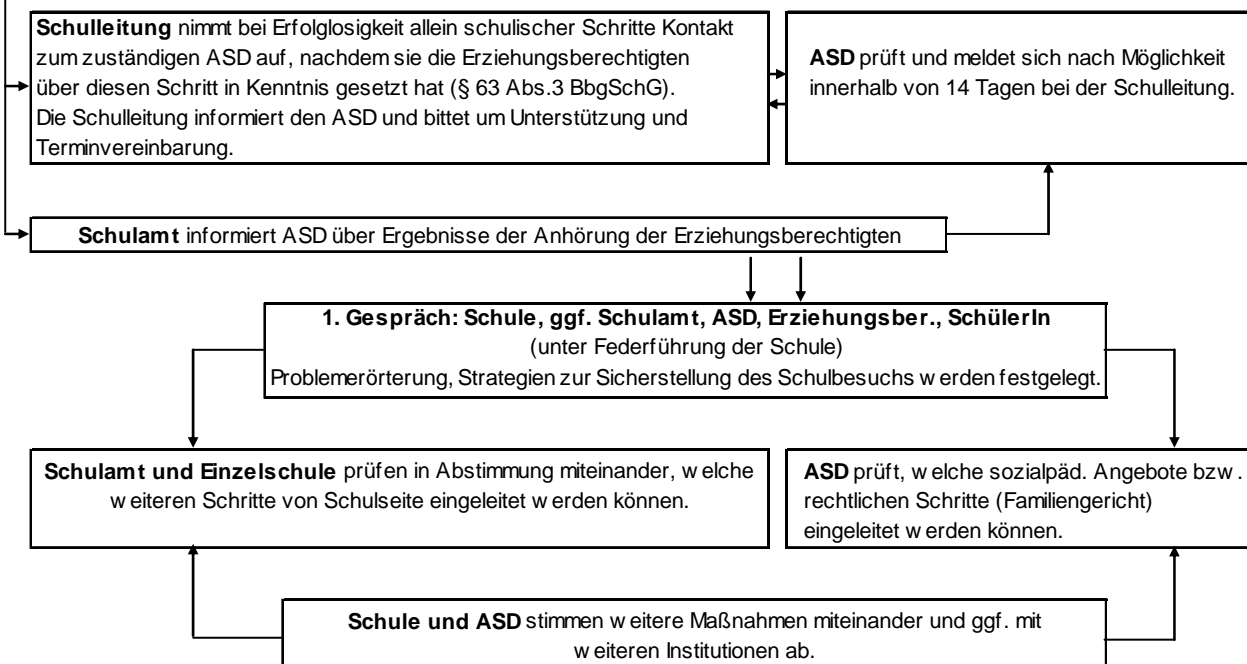 Schulleitung nimmt bei Erfolglosigkeit allein schulischer Schritte Kontakt
zum zuständigen ASD auf, nachdem sie die Erziehungsberechtigten
über diesen Schritt in Kenntnis gesetzt hat (§ 63 Abs.3 BbgSchG).
Die Schulleitung informiert den ASD und bittet um Unterstützung und
Terminvereinbarung.
ASD prüft und meldet sich nach Möglichkeit
innerhalb von 14 Tagen bei der Schulleitung.
Schulamt informiert ASD über Ergebnisse der Anhörung der Erziehungsberechtigten
1. Gespräch: Schule, ggf. Schulamt, ASD, Erziehungsber., SchülerIn
(unter Federführung der Schule)
Problemerörterung, Strategien zur Sicherstellung des Schulbesuchs werden festgelegt.
Schulamt und Einzelschule prüfen in Abstimmung miteinander, welche
weiteren Schritte von Schulseite eingeleitet werden können.
ASD prüft, welche sozialpäd. Angebote bzw.
rechtlichen Schritte (Familiengericht)
eingeleitet werden können.
Schule und ASD stimmen weitere Maßnahmen miteinander und ggf. mit
weiteren Institutionen ab.